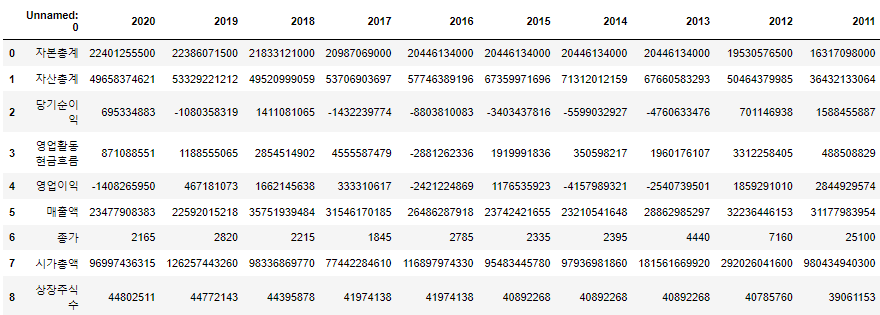 Unnamed: 0 2020 2019 2018 2017 2016 2015 2014 2013 2012 2011
0 자본총계 22401255500 22386071500 21833121000 20987069000 20446134000 20446134000 20446134000 20446134000 19530576500 16317098000
1 자산총계 49658374621 53329221212 49520999059 53706903697 57746389196 67359971696 71312012159 67660583293 50464379985 36432133064
2 당기순이익 695334883 -1080358319 1411081065 -1432239774 -8803810083 -3403437816 -5599032927 -4760633476 701146938 1588455887
3 영업활동현금흐름 871088551 1188555065 2854514902 4555587479 -2881262336 1919991836 350598217 1960176107 3312258405 488508829
4 영업이익 -1408265950 467181073 1662145638 333310617 -2421224869 1176535923 -4157989321 -2540739501 1859291010 2844929574
5 매출액 23477908383 22592015218 35751939484 31546170185 26486287918 23742421655 23210541648 28862985297 32236446153 31177983954
6 종가 2165 2820 2215 1845 2785 2335 2395 4440 7160 25100
7 시가총액 96997436315 126257443260 98336869770 77442284610 116897974330 95483445780 97936981860 181561669920 292026041600 980434940300
8 상장주식수 44802511 44772143 44395878 41974138 41974138 40892268 40892268 40892268 40785760 39061153